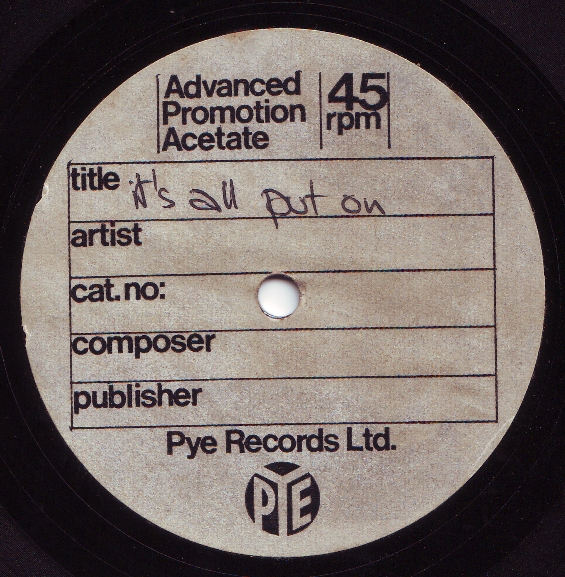 Advanced 45
Promotion rpm
Acetate
title it's all put on
artist
cat.no:
composer
publisher
Pye Records Ltd.
PYE